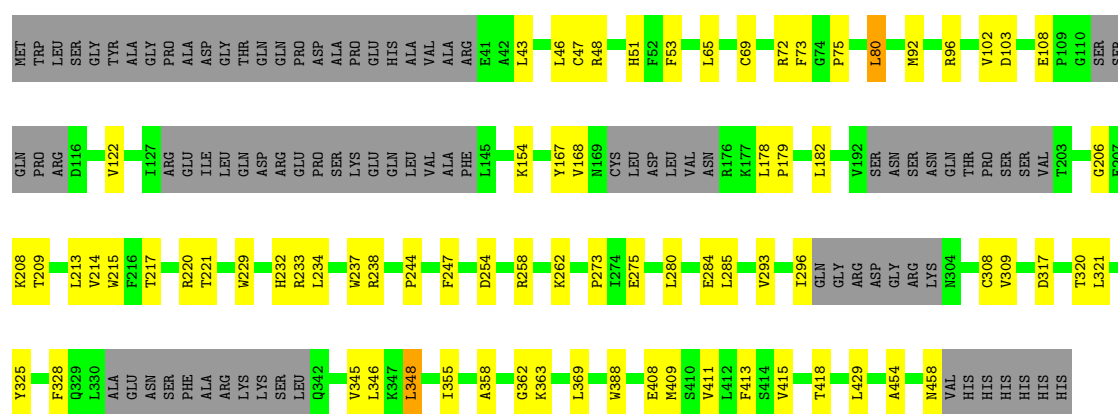 MET TRP LEU SER GLY TYR ALA GLY PRO ALA ASP GLY THR GLN GLN PRO ASP ALA PRO GLU HIS ALA VAL ALA ARG E41 A42 L43 L46 C47 R48 H51 F52 F53 L65 C69 R72 F73 G74 P75 L80 M92 R96 V102 D103 E108 P109 G110 SER SER
GLN PRO ARG D116 V122 I127 ARG GLU ILE LEU GLN ASP ARG GLU PRO SER LYS GLU GLN LEU VAL ALA PHE L145 K154 Y167 V168 N169 CYS LEU ASP LEU VAL ASN R176 K177 L178 P179 L182 V192 SER ASN SER ASN GLN THR PRO SER SER VAL T203 G206 E207
K208 T209 L213 V214 W215 F216 T217 R220 T221 W229 H232 R233 L234 W237 R238 P244 F247 D254 R258 K262 P273 I274 E275 L280 E284 L285 V293 I296 GLN GLY ARG ASP GLY ARG LYS N304 C308 V309 D317 T320 L321
Y325 F328 Q329 L330 ALA GLU ASN SER PHE ALA ARG LYS LYS SER LEU Q342 V345 L346 K347 L348 I355 A358 G362 K363 L369 W388 E408 M409 S410 V411 L412 F413 S414 V415 T418 L429 A454 N458 VAL HIS HIS HIS HIS HIS HIS